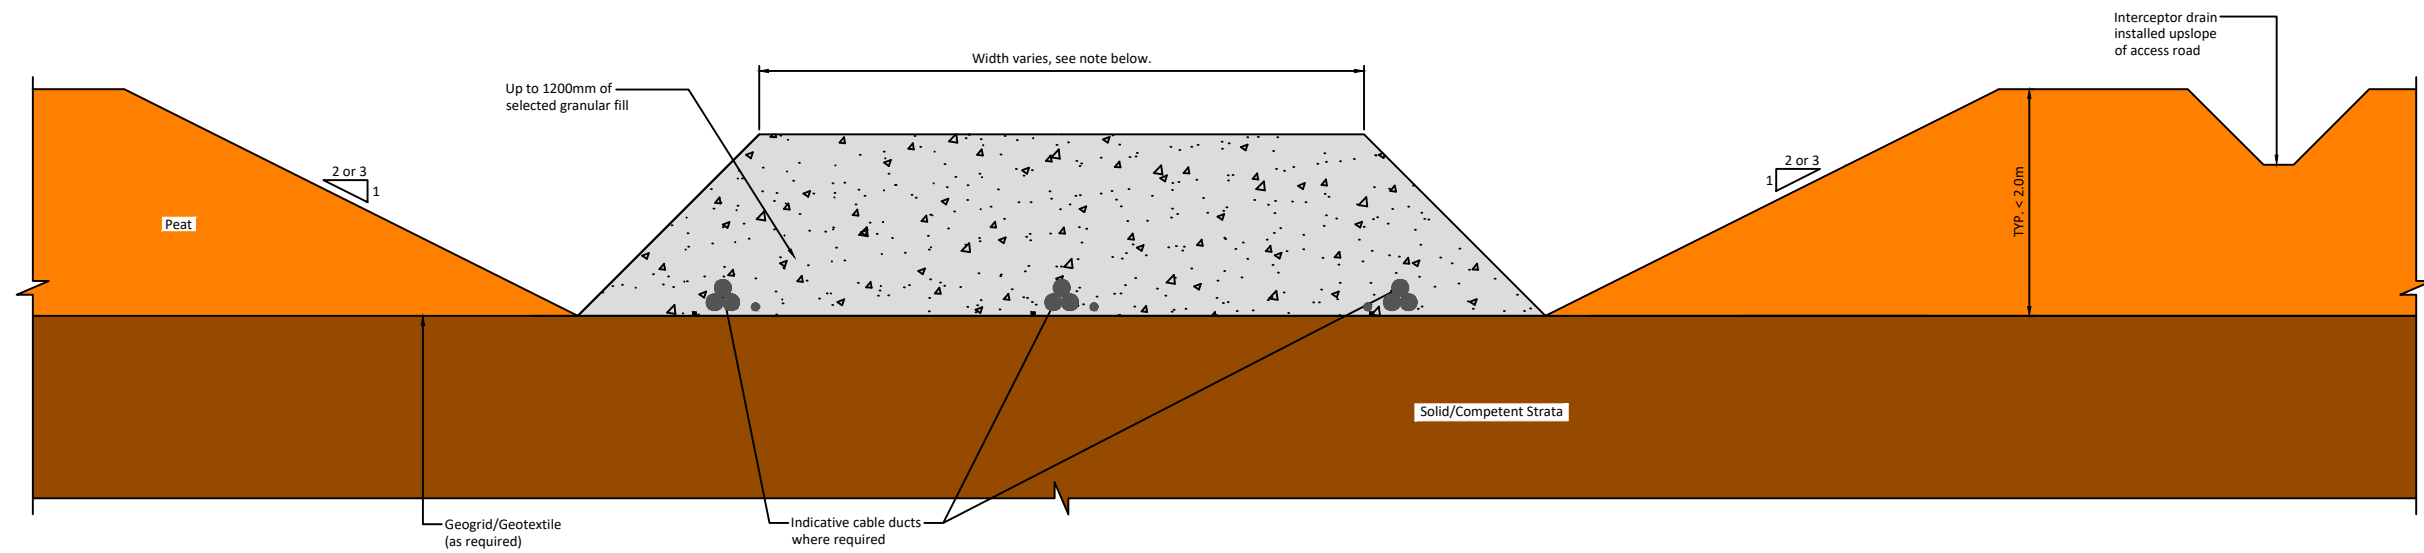 Interceptor drain
installed upslope
of access road
Width varies, see note below.
Up to 1200mm of
selected granular fill
2 or 3
1
2 or 3
1
TYP. < 2.0m
Peat
Solid/Competent Strata
Geogrid/Geotextile
(as required)
Indicative cable ducts
where required